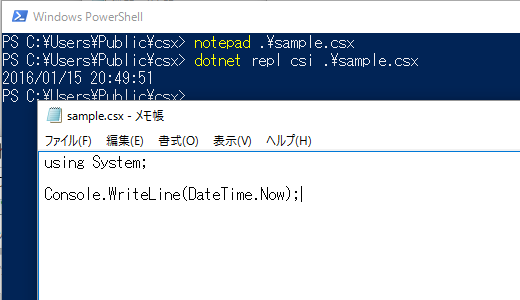 Windows PowerShell
PS C:¥Users¥Public¥csx> notepad .¥sample.csx
PS C:¥Users¥Public¥csx> dotnet repl csi .¥sample.csx
2016/01/15 20:49:51
PS C:¥Users¥Public¥csx>
sample.csx - メモ帳
ファイル(F) 編集(E) 書式(O) 表示(V) ヘルプ(H)
using System;
Console.WriteLine(DateTime.Now);